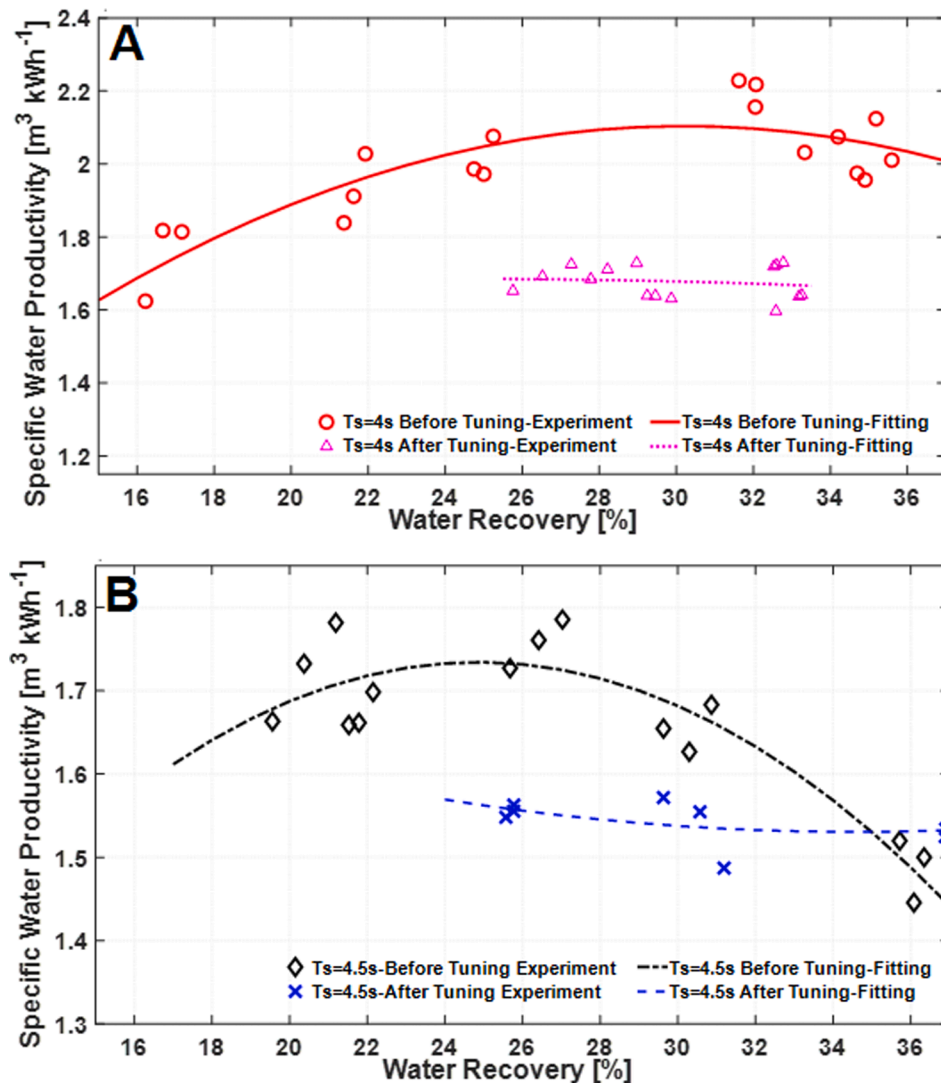 A
Specific Water Productivity [m³ kWh⁻¹]
2.4
2.2
2
1.8
1.6
1.4
1.2
Ts=4s Before Tuning-Experiment
Ts=4s Before Tuning-Fitting
Ts=4s After Tuning-Experiment
Ts=4s After Tuning-Fitting
16 18 20 22 24 26 28 30 32 34 36
Water Recovery [%]
B
Specific Water Productivity [m³ kWh⁻¹]
1.8
1.7
1.6
1.5
1.4
1.3
Ts=4.5s-Before Tuning Experiment
Ts=4.5s Before Tuning-Fitting
Ts=4.5s-After Tuning Experiment
Ts=4.5s After Tuning-Fitting
16 18 20 22 24 26 28 30 32 34 36
Water Recovery [%]